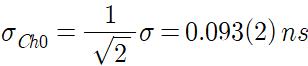 σ_{Ch0} = \frac{1}{\sqrt{2}} σ = 0.093(2) ns